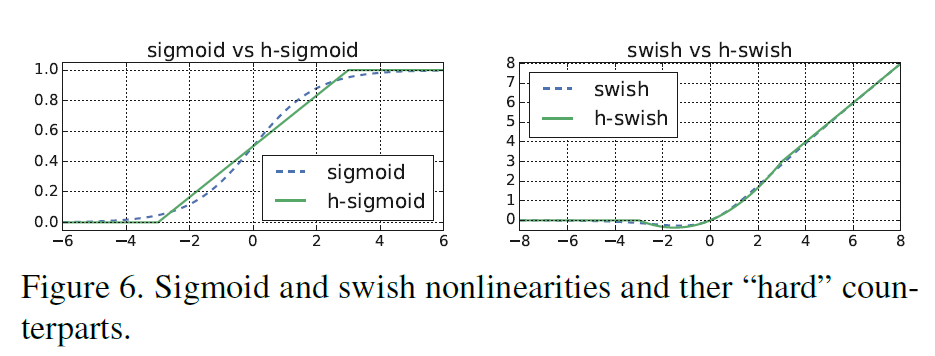 sigmoid vs h-sigmoid
1.0
0.8
0.6
0.4
0.2
0.0
−6 −4 −2 0 2 4 6
sigmoid
h-sigmoid
swish vs h-swish
8
7
6
5
4
3
2
1
0
−8 −6 −4 −2 0 2 4 6 8
swish
h-swish
Figure 6. Sigmoid and swish nonlinearities and ther “hard” coun-
terparts.